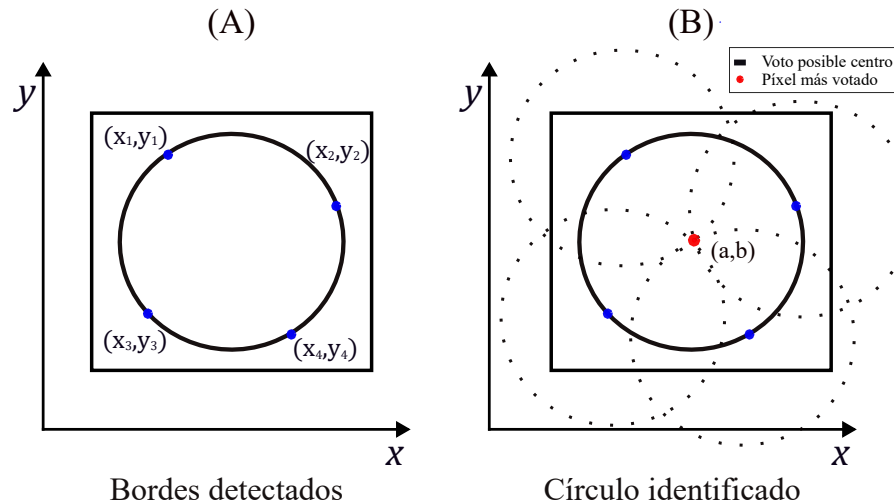 (A)
y
(x₁,y₁)
(x₂,y₂)
(x₃,y₃)
(x₄,y₄)
x
Bordes detectados
(B)
Voto posible centro
Píxel más votado
y
(a,b)
x
Círculo identificado